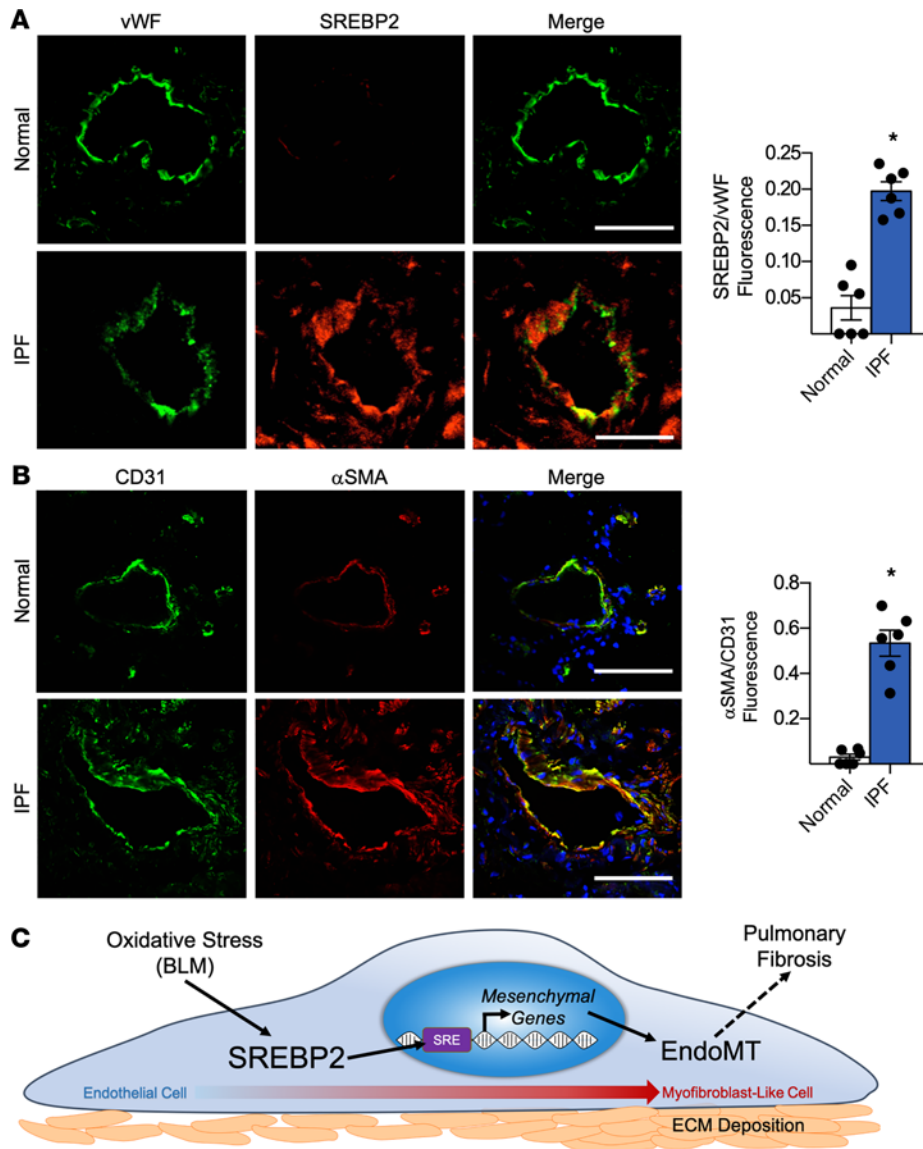 A
vWF
SREBP2
Merge
Normal
IPF
SREBP2/vWF
Fluorescence
*
0.25
0.20
0.15
0.10
0.05
Normal
IPF
B
CD31
αSMA
Merge
Normal
IPF
αSMA/CD31
Fluorescence
*
0.8
0.6
0.4
0.2
Normal
IPF
C
Oxidative Stress
(BLM)
Pulmonary
Fibrosis
Mesenchymal
Genes
SRE
SREBP2
EndoMT
Endothelial Cell
Myofibroblast-Like Cell
ECM Deposition